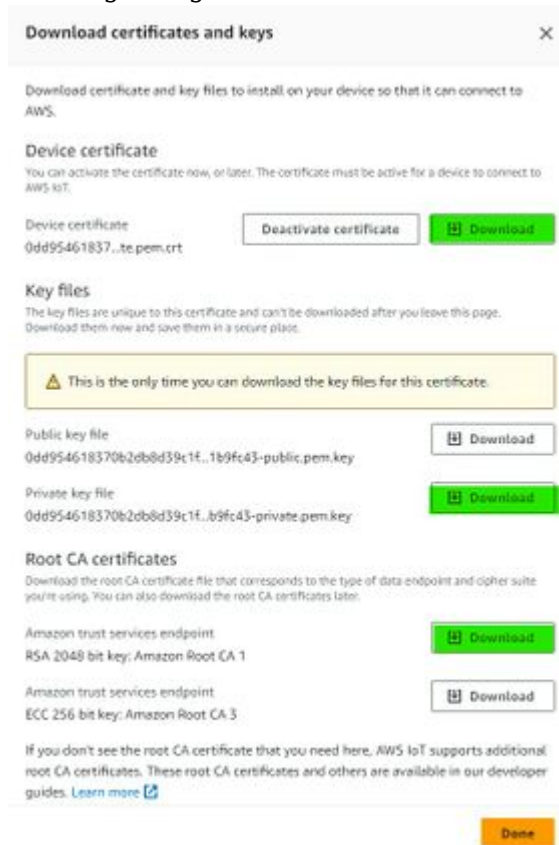 Download certificates and keys
Download certificate and key files to install on your device so that it can connect to
AWS.
Device certificate
You can activate the certificate now, or later. The certificate must be active for a device to connect to
AWS IoT.
Device certificate
0dd95461837...te.pem.crt
Deactivate certificate
Download
Key files
The key files are unique to this certificate and can't be downloaded after you leave this page.
Download them now and save them in a secure place.
This is the only time you can download the key files for this certificate.
Public key file
0dd954618370b2db8d39c1f...1b9fc43-public.pem.key
Download
Private key file
0dd954618370b2db8d39c1f...b9fc43-private.pem.key
Download
Root CA certificates
Download the root CA certificate file that corresponds to the type of data endpoint and cipher suite
you're using. You can also download the root CA certificates later.
Amazon trust services endpoint
RSA 2048 bit key: Amazon Root CA 1
Download
Amazon trust services endpoint
ECC 256 bit key: Amazon Root CA 3
Download
If you don't see the root CA certificate that you need here, AWS IoT supports additional
root CA certificates. These root CA certificates and others are available in our developer
guides. Learn more
Done